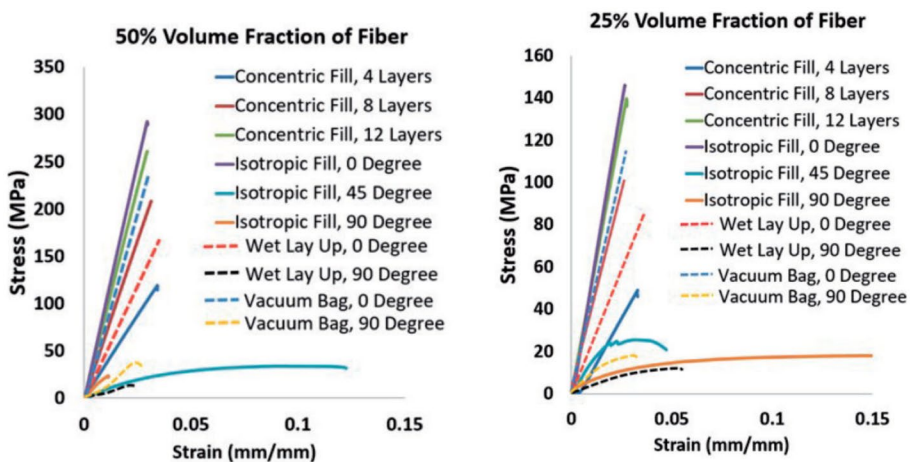 50% Volume Fraction of Fiber
350
300
250
200
150
100
50
0
Stress (MPa)
Concentric Fill, 4 Layers
Concentric Fill, 8 Layers
Concentric Fill, 12 Layers
Isotropic Fill, 0 Degree
Isotropic Fill, 45 Degree
Isotropic Fill, 90 Degree
Wet Lay Up, 0 Degree
Wet Lay Up, 90 Degree
Vacuum Bag, 0 Degree
Vacuum Bag, 90 Degree
0 0.05 0.1 0.15
Strain (mm/mm)
25% Volume Fraction of Fiber
160
140
120
100
80
60
40
20
0
Stress (MPa)
Concentric Fill, 4 Layers
Concentric Fill, 8 Layers
Concentric Fill, 12 Layers
Isotropic Fill, 0 Degree
Isotropic Fill, 45 Degree
Isotropic Fill, 90 Degree
Wet Lay Up, 0 Degree
Wet Lay Up, 90 Degree
Vacuum Bag, 0 Degree
Vacuum Bag, 90 Degree
0 0.05 0.1 0.15
Strain (mm/mm)